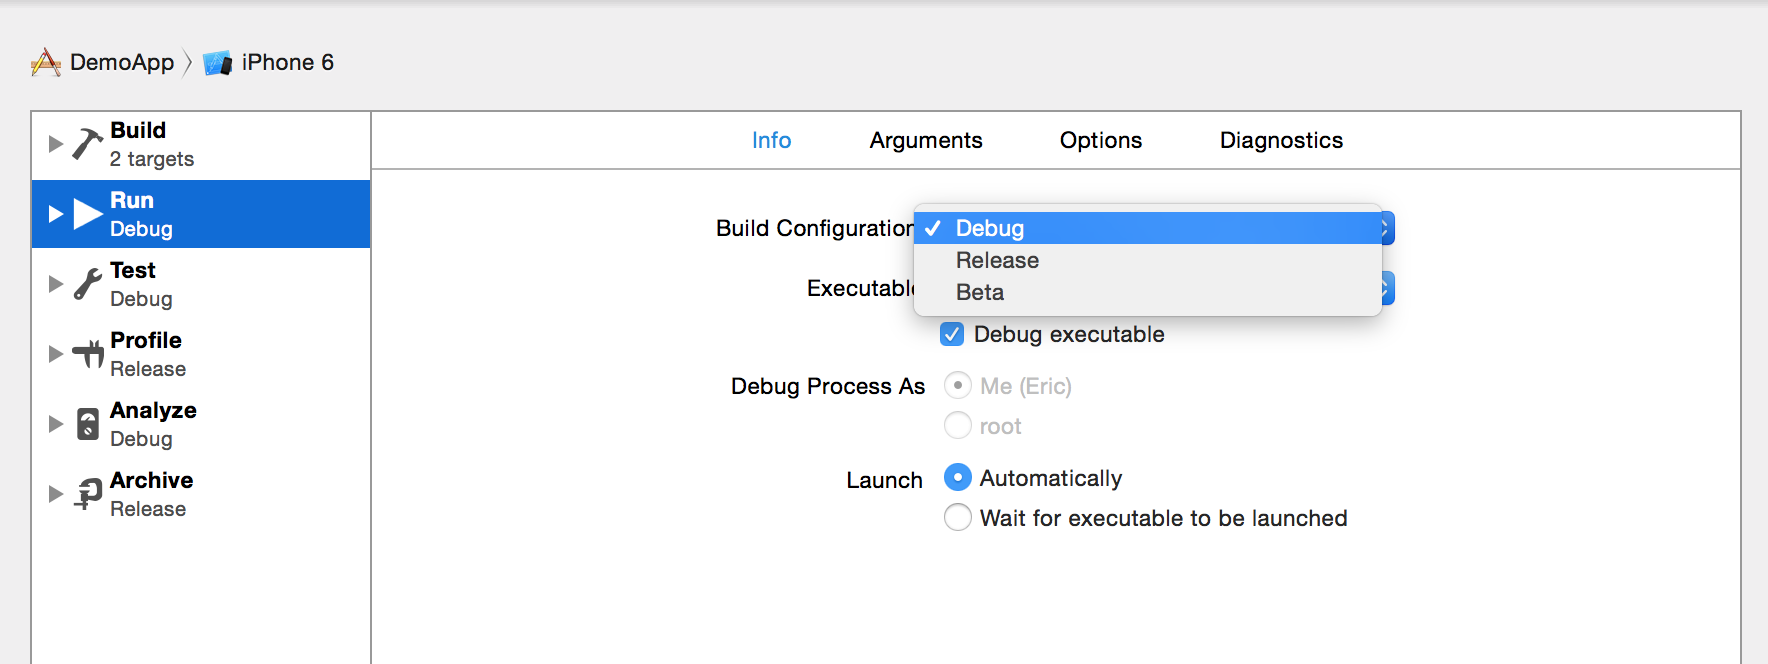 DemoApp 〉 iPhone 6
Build
2 targets
Run
Debug
Test
Debug
Profile
Release
Analyze
Debug
Archive
Release
Info Arguments Options Diagnostics
Build Configuration
Debug
Release
Beta
Debug executable
Debug Process As
Me (Eric)
root
Launch
Automatically
Wait for executable to be launched